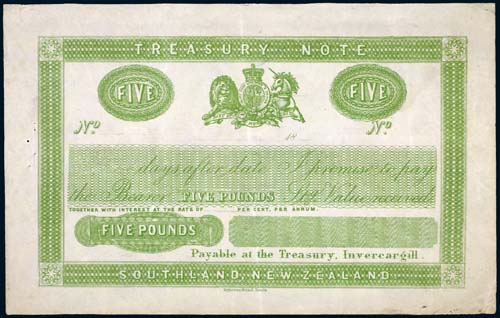 TREASURY NOTE
FIVE FIVE
No No
18
days after date I promise to pay
the Bearer FIVE POUNDS Stg Value received
TOGETHER WITH INTEREST AT THE RATE OF PER CENT, PER ANNUM.
FIVE POUNDS
Payable at the Treasury, Invercargill.
SOUTHLAND, NEW ZEALAND